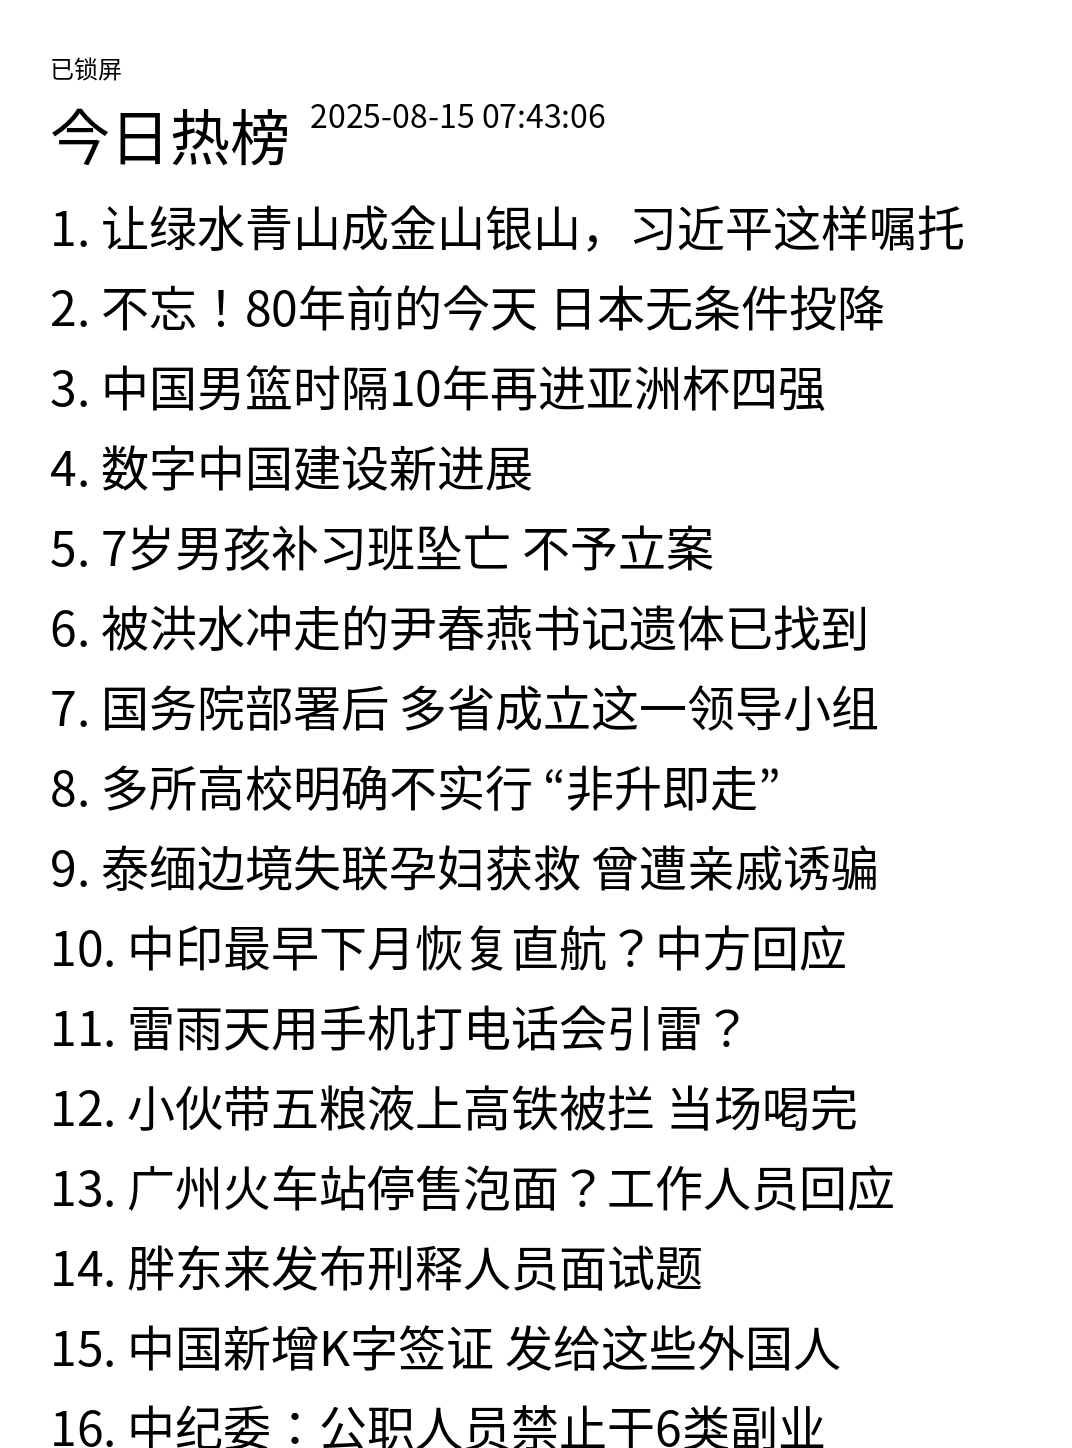 已锁屏
今日热榜 2025-08-15 07:43:06
1. 让绿水青山成金山银山，习近平这样嘱托
2. 不忘！80年前的今天 日本无条件投降
3. 中国男篮时隔10年再进亚洲杯四强
4. 数字中国建设新进展
5. 7岁男孩补习班坠亡 不予立案
6. 被洪水冲走的尹春燕书记遗体已找到
7. 国务院部署后 多省成立这一领导小组
8. 多所高校明确不实行 “非升即走”
9. 泰缅边境失联孕妇获救 曾遭亲戚诱骗
10. 中印最早下月恢复直航？中方回应
11. 雷雨天用手机打电话会引雷？
12. 小伙带五粮液上高铁被拦 当场喝完
13. 广州火车站停售泡面？工作人员回应
14. 胖东来发布刑释人员面试题
15. 中国新增K字签证 发给这些外国人
16. 中纪委：公职人员禁止干6类副业